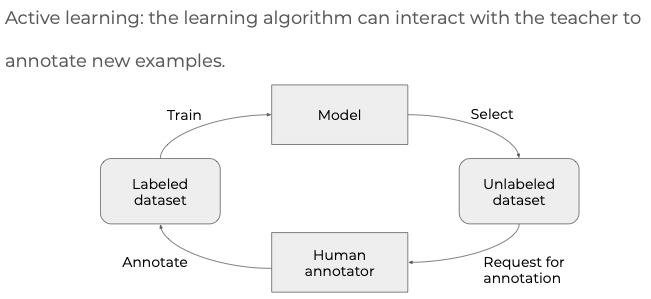 Active learning: the learning algorithm can interact with the teacher to
annotate new examples.
Train
Model
Select
Labeled
dataset
Unlabeled
dataset
Annotate
Human
annotator
Request for
annotation